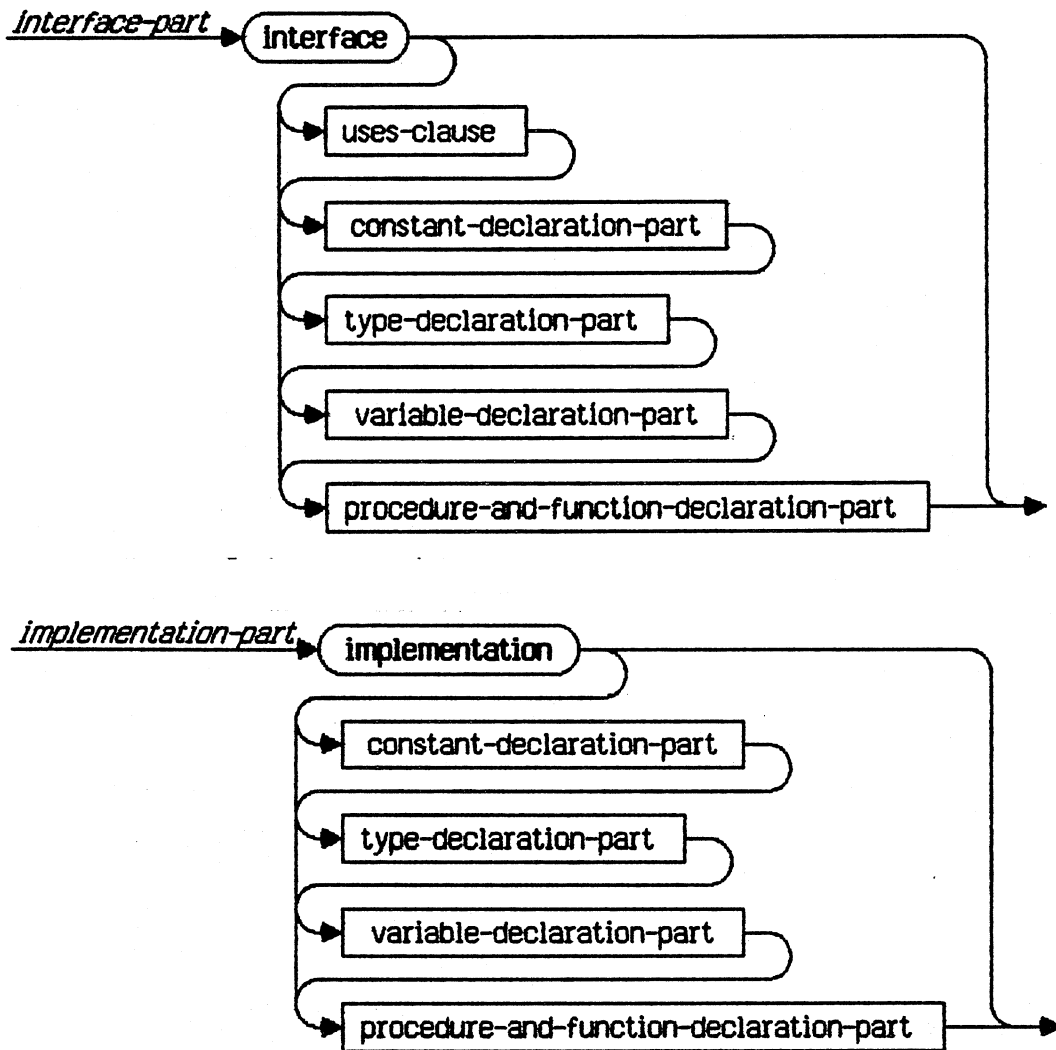 interface-part
interface
uses-clause
constant-declaration-part
type-declaration-part
variable-declaration-part
procedure-and-function-declaration-part
implementation-part
implementation
constant-declaration-part
type-declaration-part
variable-declaration-part
procedure-and-function-declaration-part